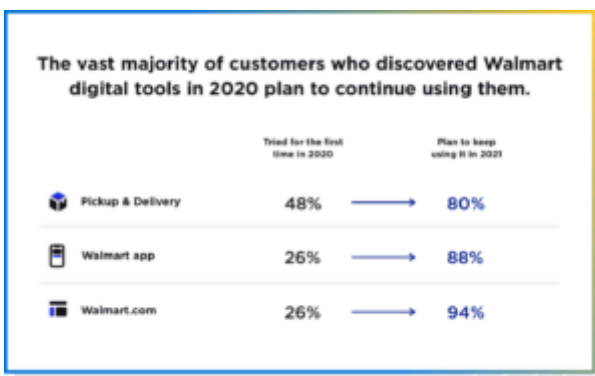 The vast majority of customers who discovered Walmart
digital tools in 2020 plan to continue using them.
Tried for the first
time in 2020
Plan to keep
using it in 2021
Pickup & Delivery 48% 80%
Walmart app 26% 88%
Walmart.com 26% 94%